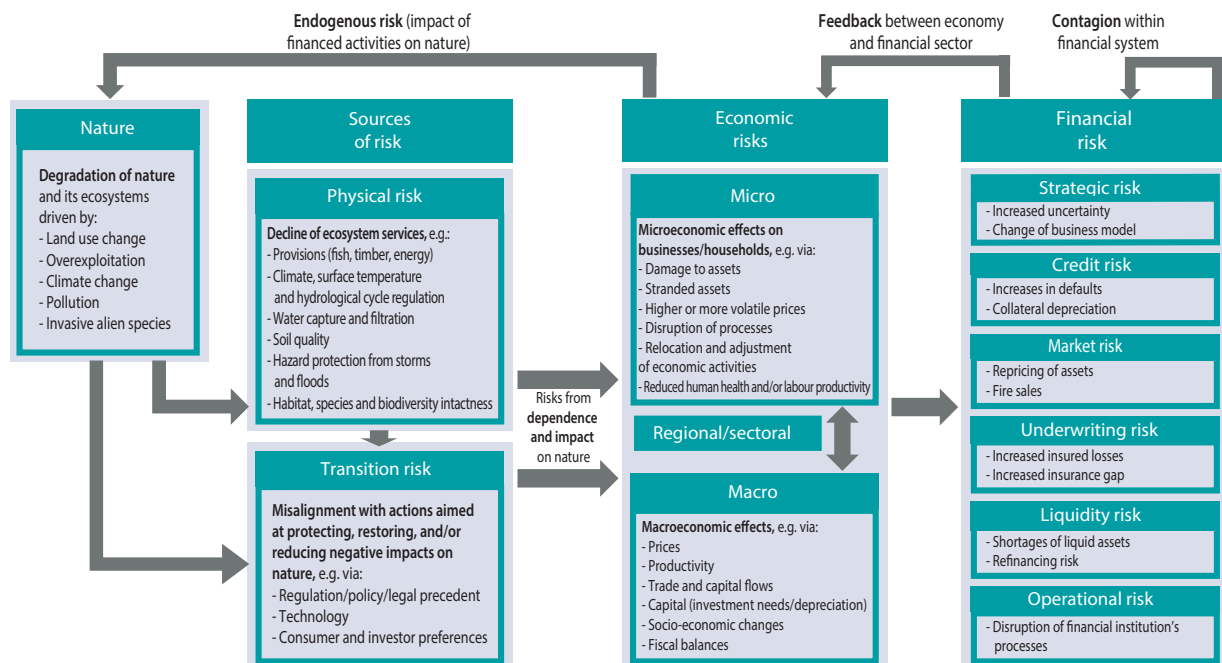 Endogenous risk (impact of
financed activities on nature)
Feedback between economy
and financial sector
Contagion within
financial system
Nature
Degradation of nature
and its ecosystems
driven by:
- Land use change
- Overexploitation
- Climate change
- Pollution
- Invasive alien species
Sources
of risk
Physical risk
Decline of ecosystem services, e.g.:
- Provisions (fish, timber, energy)
- Climate, surface temperature
and hydrological cycle regulation
- Water capture and filtration
- Soil quality
- Hazard protection from storms
and floods
- Habitat, species and biodiversity intactness
Transition risk
Misalignment with actions aimed
at protecting, restoring, and/or
reducing negative impacts on
nature, e.g. via:
- Regulation/policy/legal precedent
- Technology
- Consumer and investor preferences
Risks from
dependence
and impact
on nature
Economic
risks
Micro
Microeconomic effects on
businesses/households, e.g. via:
- Damage to assets
- Stranded assets
- Higher or more volatile prices
- Disruption of processes
- Relocation and adjustment
of economic activities
- Reduced human health and/or labour productivity
Regional/sectoral
Macro
Macroeconomic effects, e.g. via:
- Prices
- Productivity
- Trade and capital flows
- Capital (investment needs/depreciation)
- Socio-economic changes
- Fiscal balances
Financial
risk
Strategic risk
- Increased uncertainty
- Change of business model
Credit risk
- Increases in defaults
- Collateral depreciation
Market risk
- Repricing of assets
- Fire sales
Underwriting risk
- Increased insured losses
- Increased insurance gap
Liquidity risk
- Shortages of liquid assets
- Refinancing risk
Operational risk
- Disruption of financial institution's
processes